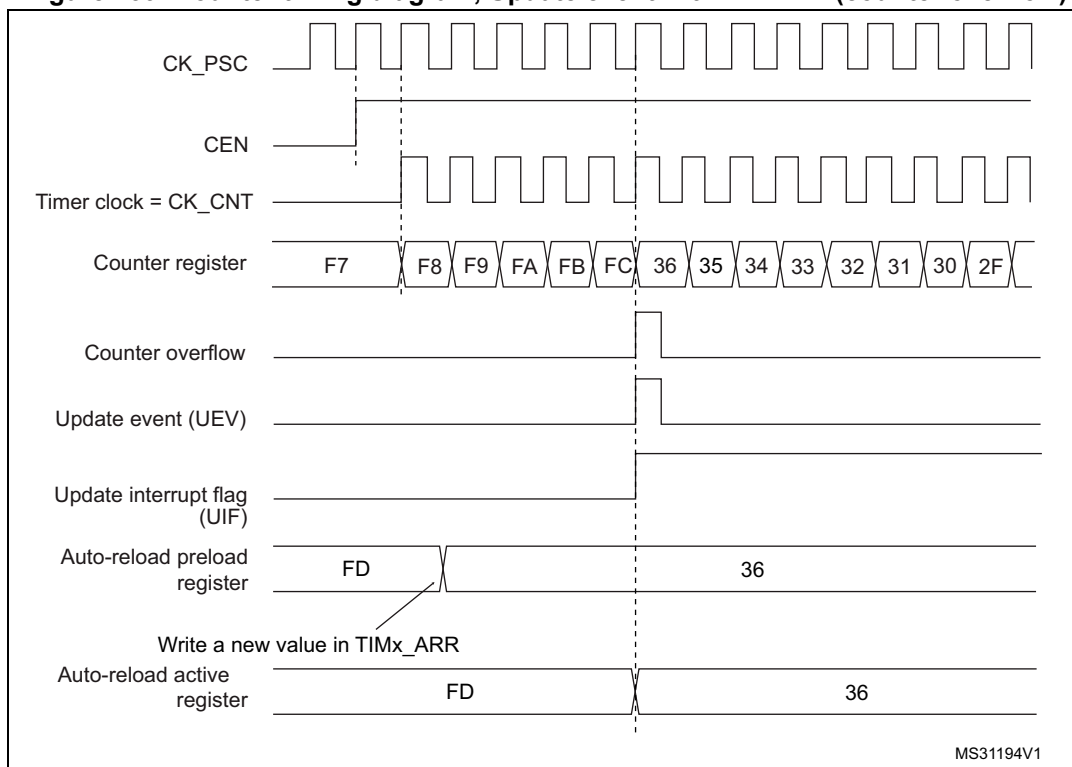 CK_PSC
CEN
Timer clock = CK_CNT
Counter register
F7 F8 F9 FA FB FC 36 35 34 33 32 31 30 2F
Counter overflow
Update event (UEV)
Update interrupt flag
(UIF)
Auto-reload preload
register
FD 36
Write a new value in TIMx_ARR
Auto-reload active
register
FD 36
MS31194V1